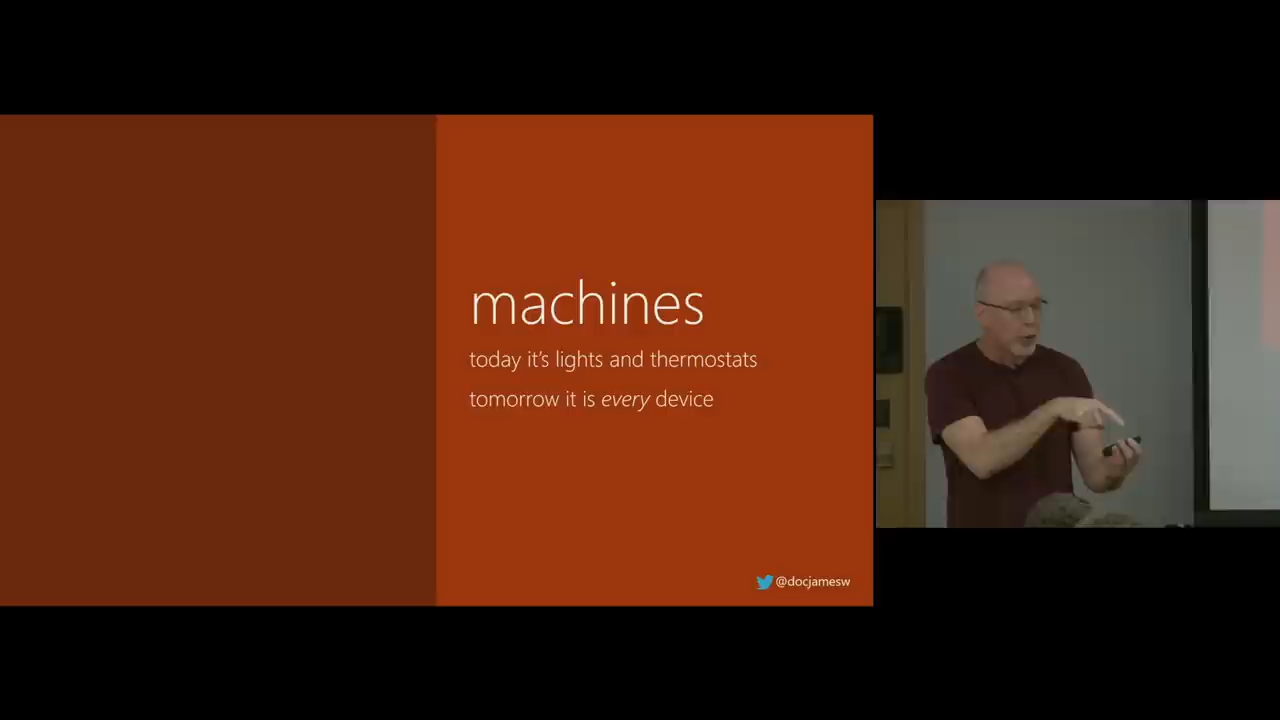 machines
today it's lights and thermostats
tomorrow it is every device
@docjamesw